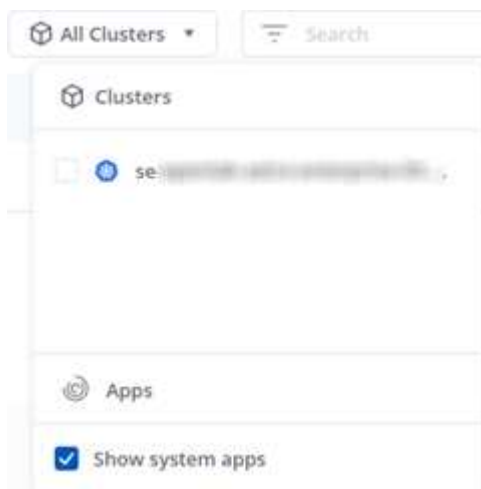 All Clusters
Search
Clusters
se
Apps
Show system apps